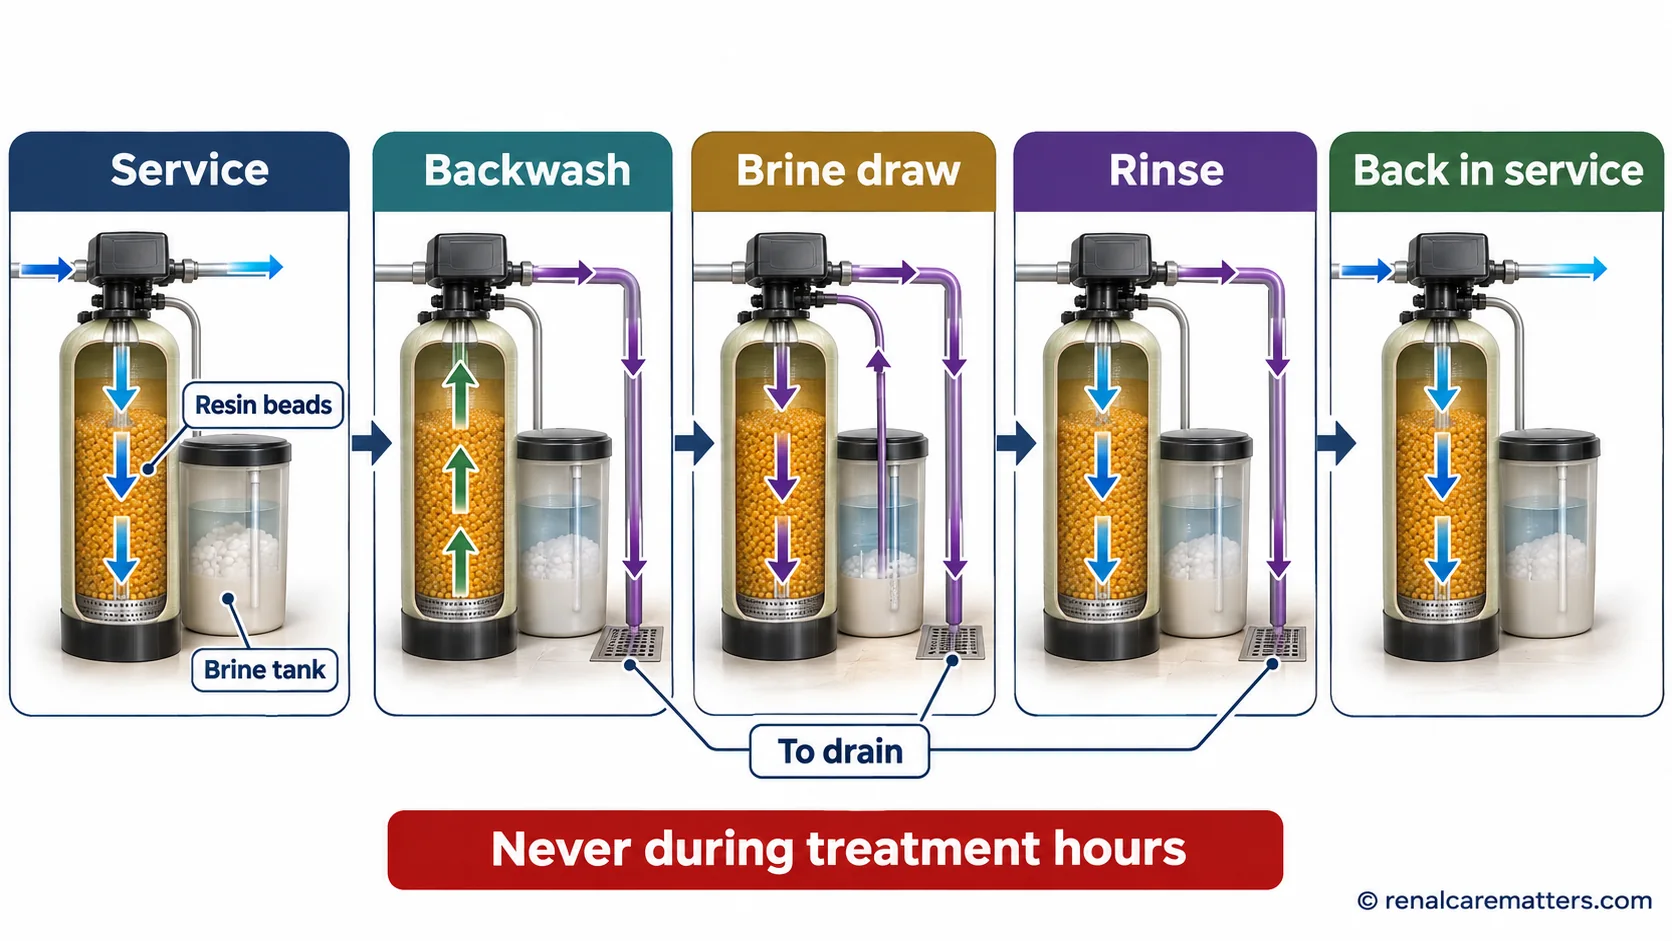 Service
Backwash
Brine draw
Rinse
Back in service
Resin beads
Brine tank
To drain
Never during treatment hours
© renalcarematters.com